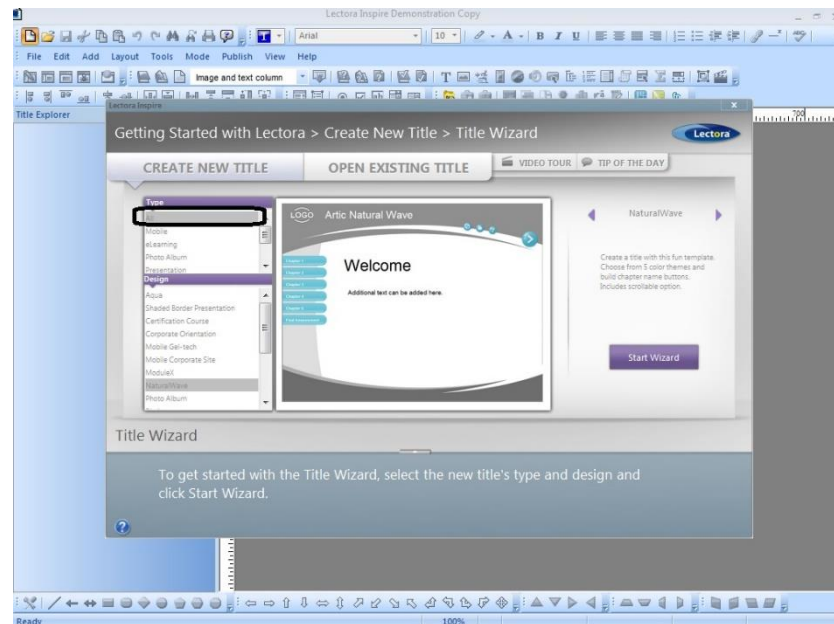 Lectora Inspire Demonstration Copy
Arial
10
File Edit Add Layout Tools Mode Publish View Help
Image and text column
Title Explorer
Lectora Inspire
700
Getting Started with Lectora > Create New Title > Title Wizard
Lectora
CREATE NEW TITLE
OPEN EXISTING TITLE
VIDEO TOUR
TIP OF THE DAY
Type
All
Mobile
eLearning
Photo Album
Presentation
Design
Aqua
Shaded Border Presentation
Certification Course
Corporate Orientation
Mobile Gel-tech
Mobile Corporate Site
ModuleX
NaturalWave
Photo Album
LOGO
Artic Natural Wave
Welcome
Additional text can be added here.
NaturalWave
Create a title with this fun template.
Choose from 5 color themes and
build chapter name buttons.
Includes scrollable option.
Start Wizard
Title Wizard
To get started with the Title Wizard, select the new title's type and design and
click Start Wizard.
Ready
100%